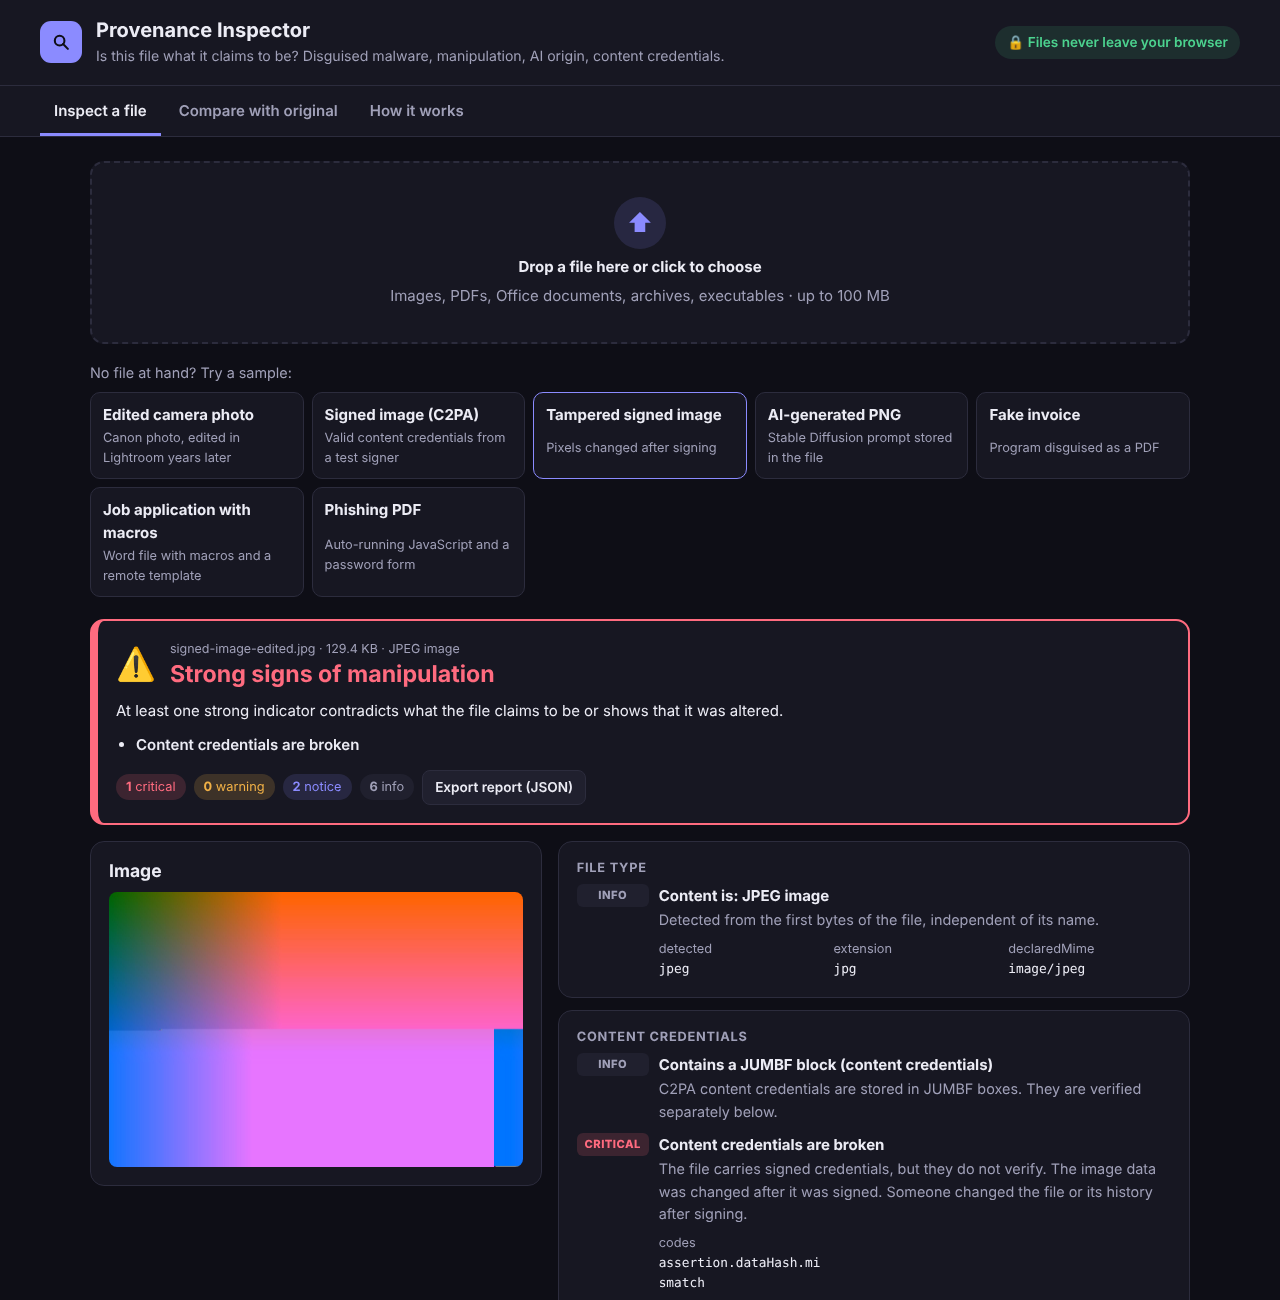 Provenance Inspector
Is this file what it claims to be? Disguised malware, manipulation, AI origin, content credentials.
🔒 Files never leave your browser
Inspect a file
Compare with original
How it works
Drop a file here or click to choose
Images, PDFs, Office documents, archives, executables · up to 100 MB
No file at hand? Try a sample:
Edited camera photo
Canon photo, edited in
Lightroom years later
Signed image (C2PA)
Valid content credentials from
a test signer
Tampered signed image
Pixels changed after signing
AI-generated PNG
Stable Diffusion prompt stored
in the file
Fake invoice
Program disguised as a PDF
Job application with
macros
Word file with macros and a
remote template
Phishing PDF
Auto-running JavaScript and a
password form
signed-image-edited.jpg · 129.4 KB · JPEG image
Strong signs of manipulation
At least one strong indicator contradicts what the file claims to be or shows that it was altered.
• Content credentials are broken
1 critical
0 warning
2 notice
6 info
Export report (JSON)
Image
FILE TYPE
INFO
Content is: JPEG image
Detected from the first bytes of the file, independent of its name.
detected
extension
declaredMime
jpeg
jpg
image/jpeg
CONTENT CREDENTIALS
INFO
Contains a JUMBF block (content credentials)
C2PA content credentials are stored in JUMBF boxes. They are verified
separately below.
CRITICAL
Content credentials are broken
The file carries signed credentials, but they do not verify. The image data
was changed after it was signed. Someone changed the file or its history
after signing.
codes
assertion.dataHash.mi
smatch